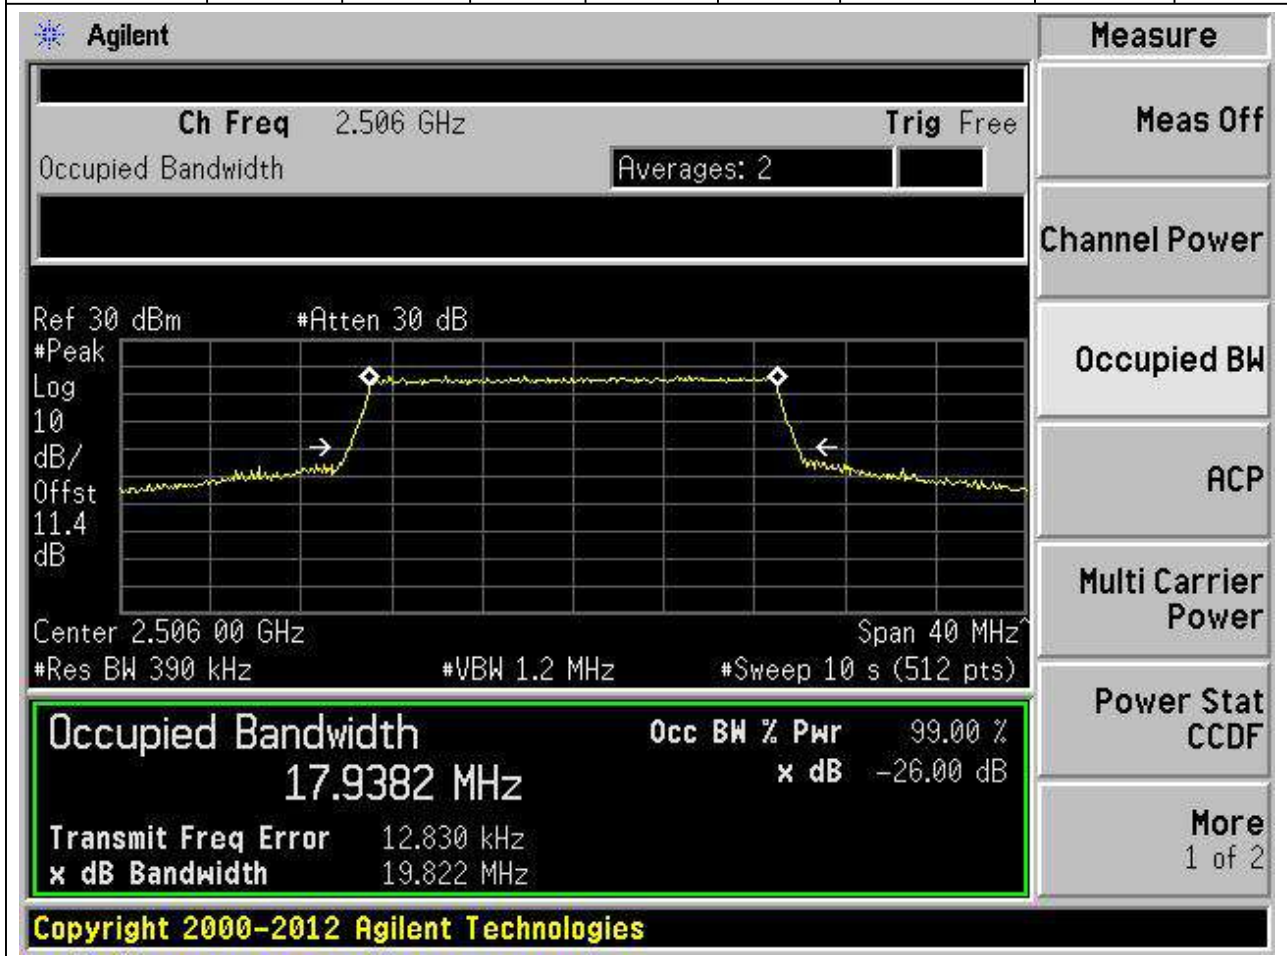 Agilent
Measure
Ch Freq 2.506 GHz Trig Free
Meas Off
Occupied Bandwidth Averages: 2
Channel Power
Ref 30 dBm #Atten 30 dB
#Peak
Log
10
dB/
Offst
11.4
dB
Occupied BW
ACP
Center 2.506 00 GHz Span 40 MHz^
#Res BW 390 kHz #VBW 1.2 MHz #Sweep 10 s (512 pts)
Multi Carrier
Power
Occupied Bandwidth Occ BW % Pwr 99.00 %
17.9382 MHz x dB -26.00 dB
Power Stat
CCDF
Transmit Freq Error 12.830 kHz
x dB Bandwidth 19.822 MHz
More
1 of 2
Copyright 2000-2012 Agilent Technologies